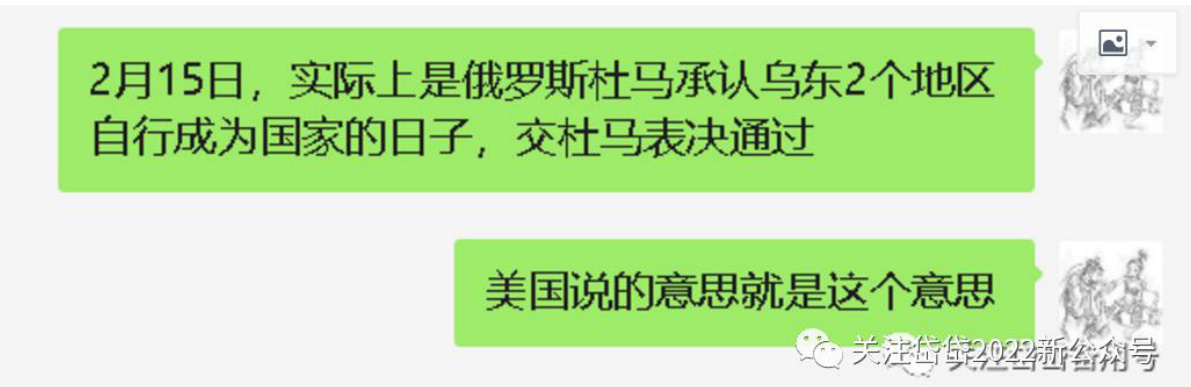 2月15日，实际上是俄罗斯杜马承认乌东2个地区
自行成为国家的日子，交杜马表决通过
美国说的意思就是这个意思
关注岱岱2022新公众号